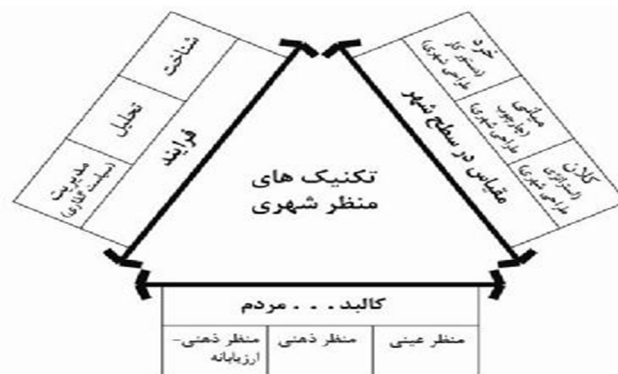 خرد
(دستور کار
طراحی شهری)
میانی
(چارچوب
طراحی شهری)
کلان
(استراتژی
طراحی شهری)
مقیاس در سطح شهر
شناخت
تحلیل
مدیریت
(سیاست گذاری)
فرایند
تکنیک های
منظر شهری
کالبد . . . مردم
منظر عینی
منظر ذهنی
منظر ذهنی-
ارزیابانه